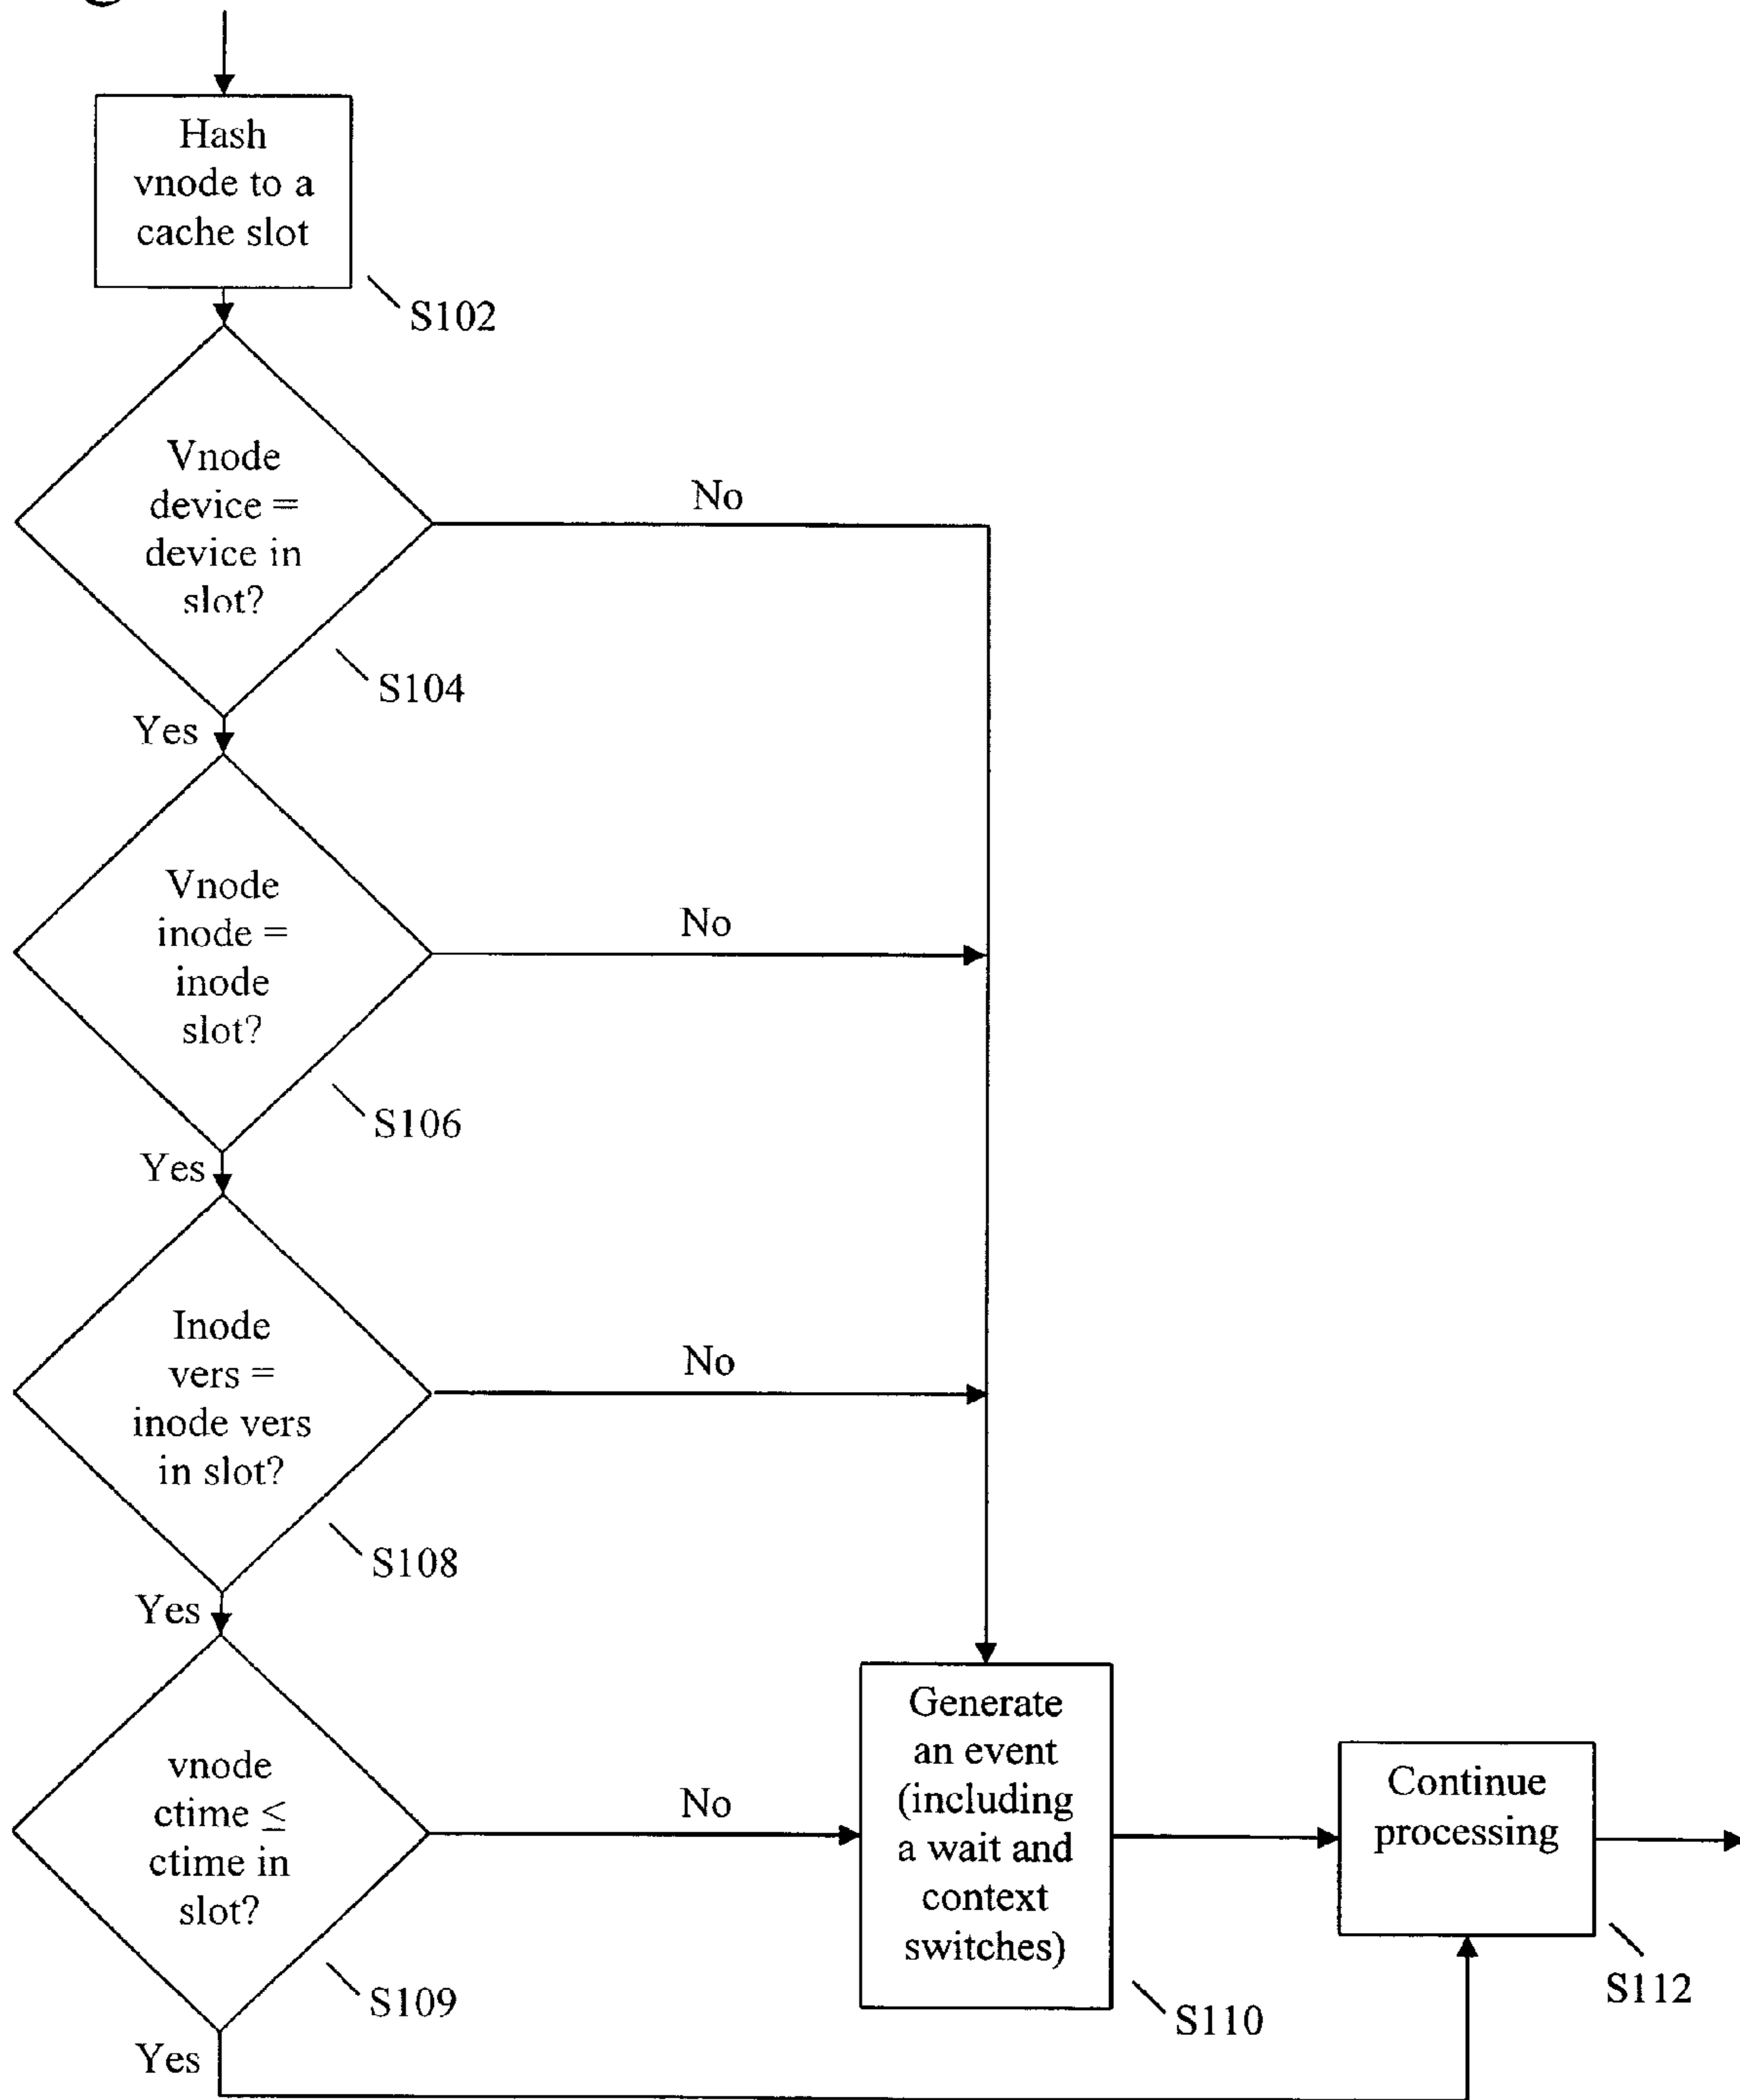 Hash
vnode to a
cache slot
S102
Vnode
device =
device in
slot?
No
S104
Yes
Vnode
inode =
inode
slot?
No
S106
Yes
Inode
vers =
inode vers
in slot?
No
S108
Yes
vnode
ctime ≤
ctime in
slot?
No
S109
Yes
Generate
an event
(including
a wait and
context
switches)
S110
Continue
processing
S112